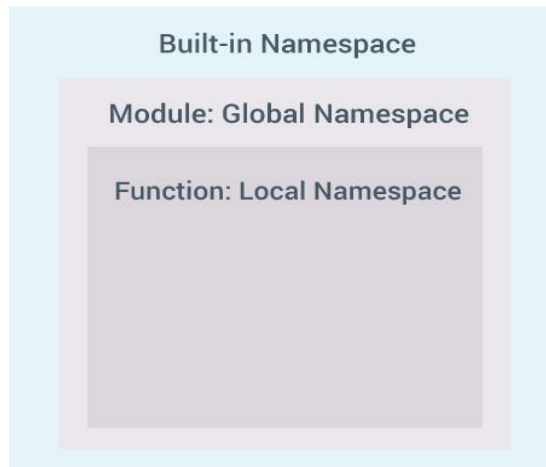 Built-in Namespace
Module: Global Namespace
Function: Local Namespace